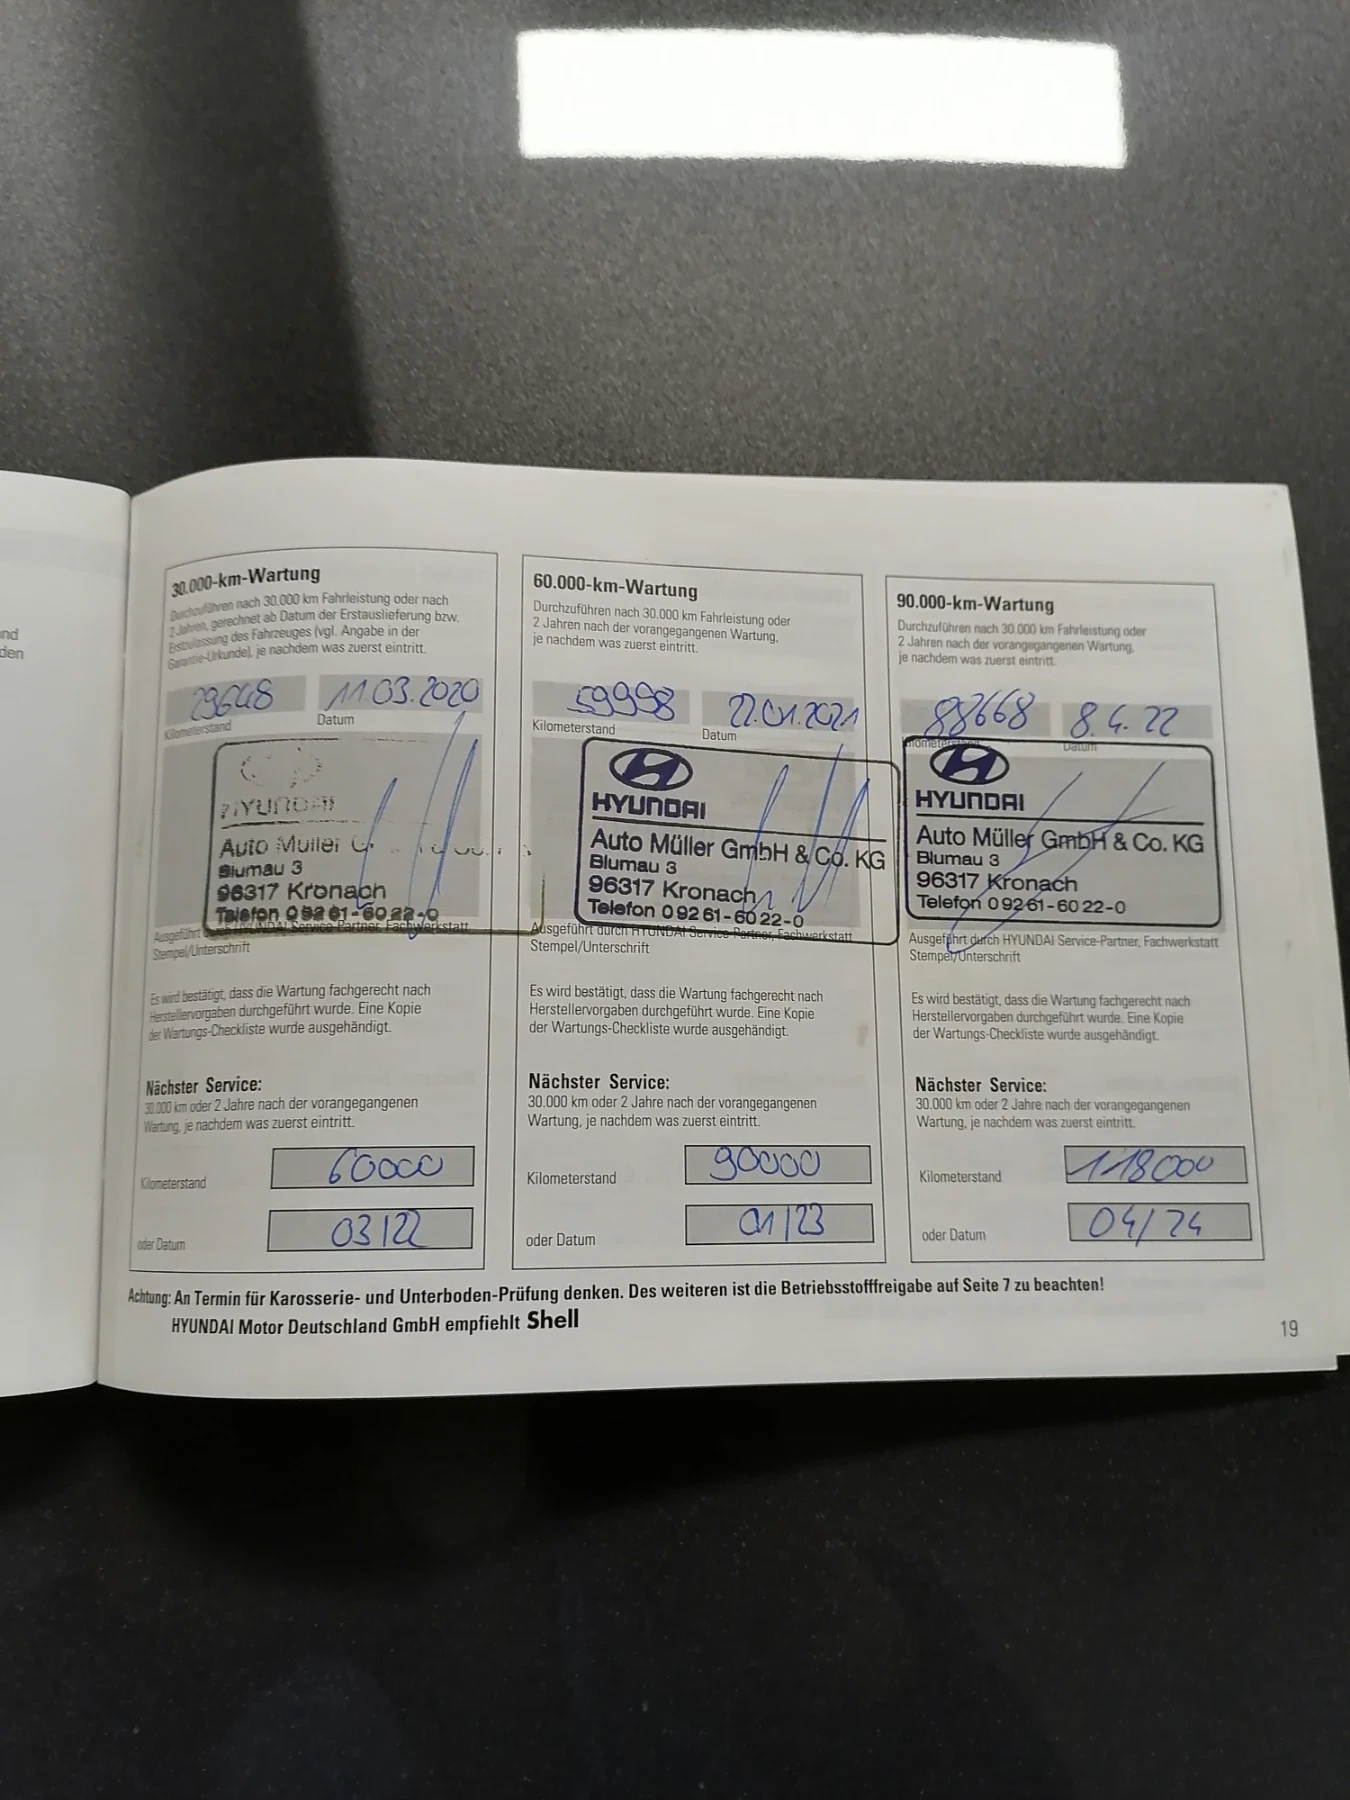 nd
den
30.000-km-Wartung
Durchzuführen nach 30.000 km Fahrleistung oder nach
2 Jahren, gerechnet ab Datum der Erstauslieferung bzw.
Erstzulassung des Fahrzeuges (vgl. Angabe in der
Garantie-Urkunde), je nachdem was zuerst eintritt.
29648 11.03.2020
Kilometerstand Datum
HYUNDAI
Auto Müller
Blumau 3
96317 Kronach
Telefon 0 92 61-60 22-0
Ausgeführt durch HYUNDAI Service-Partner, Fachwerkstatt
Stempel/Unterschrift
Es wird bestätigt, dass die Wartung fachgerecht nach
Herstellervorgaben durchgeführt wurde. Eine Kopie
der Wartungs-Checkliste wurde ausgehändigt.
Nächster Service:
30.000 km oder 2 Jahre nach der vorangegangenen
Wartung, je nachdem was zuerst eintritt.
Kilometerstand 60000
oder Datum 03/22
60.000-km-Wartung
Durchzuführen nach 30.000 km Fahrleistung oder
2 Jahren nach der vorangegangenen Wartung,
je nachdem was zuerst eintritt.
59998 22.01.2021
Kilometerstand Datum
HYUNDAI
Auto Müller GmbH & Co. KG
Blumau 3
96317 Kronach
Telefon 0 92 61-60 22-0
Ausgeführt durch HYUNDAI Service-Partner, Fachwerkstatt
Stempel/Unterschrift
Es wird bestätigt, dass die Wartung fachgerecht nach
Herstellervorgaben durchgeführt wurde. Eine Kopie
der Wartungs-Checkliste wurde ausgehändigt.
Nächster Service:
30.000 km oder 2 Jahre nach der vorangegangenen
Wartung, je nachdem was zuerst eintritt.
Kilometerstand 90000
oder Datum 01/23
90.000-km-Wartung
Durchzuführen nach 30.000 km Fahrleistung oder
2 Jahren nach der vorangegangenen Wartung,
je nachdem was zuerst eintritt.
88668 8.4.22
Kilometerstand Datum
HYUNDAI
Auto Müller GmbH & Co. KG
Blumau 3
96317 Kronach
Telefon 0 92 61-60 22-0
Ausgeführt durch HYUNDAI Service-Partner, Fachwerkstatt
Stempel/Unterschrift
Es wird bestätigt, dass die Wartung fachgerecht nach
Herstellervorgaben durchgeführt wurde. Eine Kopie
der Wartungs-Checkliste wurde ausgehändigt.
Nächster Service:
30.000 km oder 2 Jahre nach der vorangegangenen
Wartung, je nachdem was zuerst eintritt.
Kilometerstand 118000
oder Datum 04/24
Achtung: An Termin für Karosserie- und Unterboden-Prüfung denken. Des weiteren ist die Betriebsstofffreigabe auf Seite 7 zu beachten!
HYUNDAI Motor Deutschland GmbH empfiehlt Shell
19